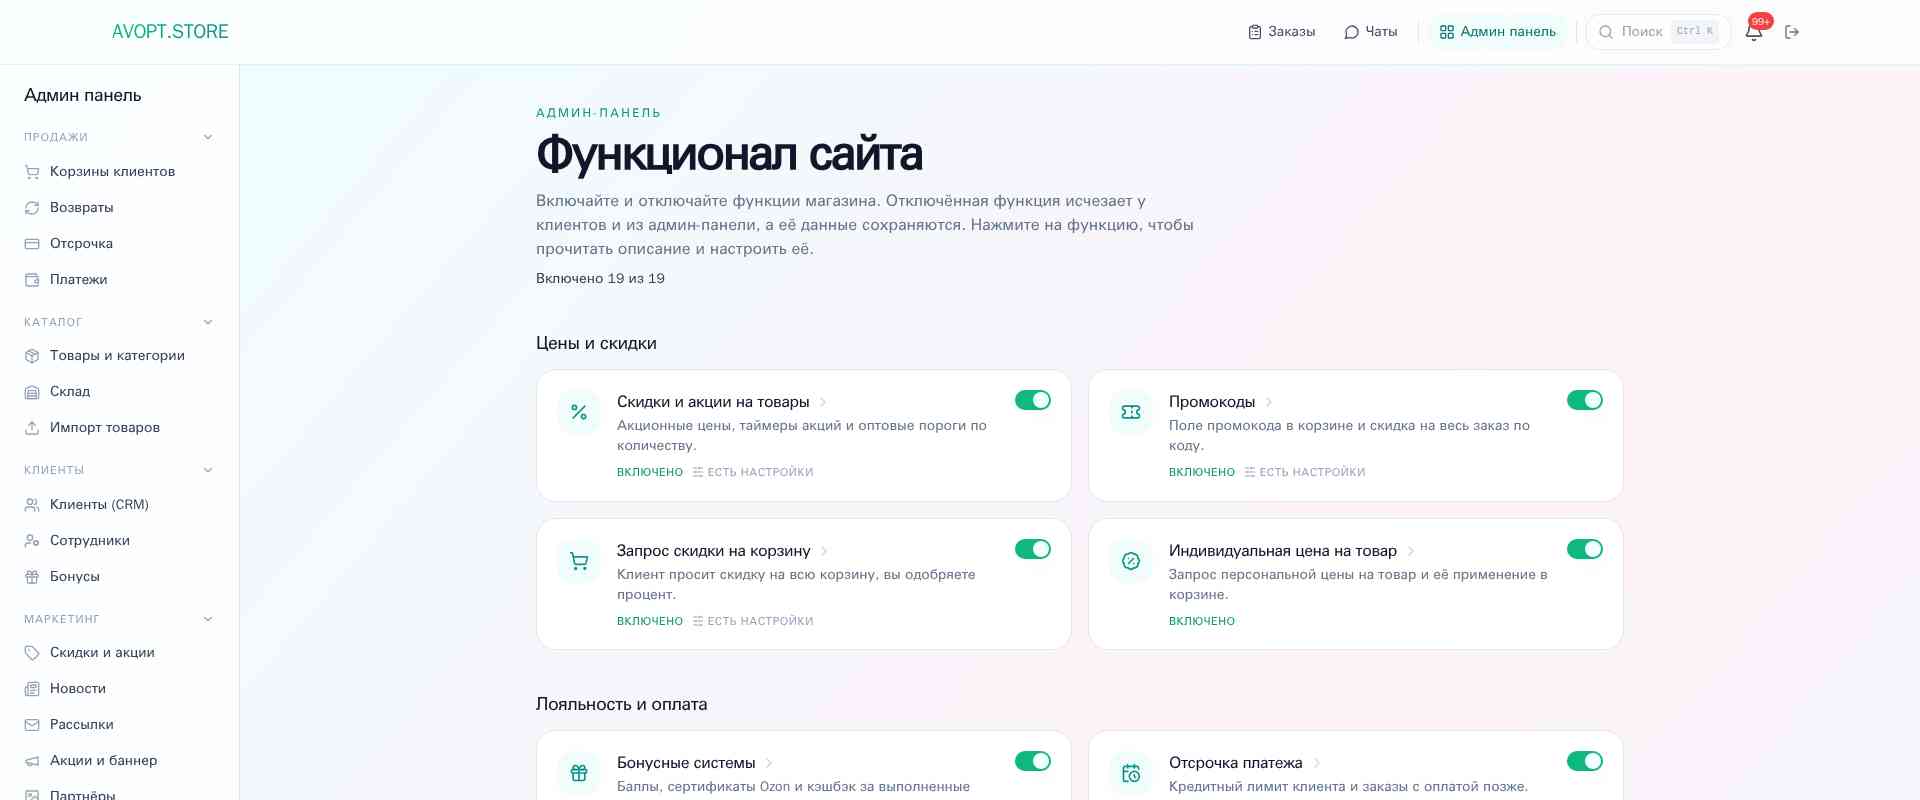 AVOPT.STORE
Заказы
Чаты
Админ панель
Поиск
Ctrl K
99+
Админ панель
ПРОДАЖИ
Корзины клиентов
Возвраты
Отсрочка
Платежи
КАТАЛОГ
Товары и категории
Склад
Импорт товаров
КЛИЕНТЫ
Клиенты (CRM)
Сотрудники
Бонусы
МАРКЕТИНГ
Скидки и акции
Новости
Рассылки
Акции и баннер
Партнёры
АДМИН-ПАНЕЛЬ
Функционал сайта
Включайте и отключайте функции магазина. Отключённая функция исчезает у
клиентов и из админ-панели, а её данные сохраняются. Нажмите на функцию, чтобы
прочитать описание и настроить её.
Включено 19 из 19
Цены и скидки
Скидки и акции на товары
Акционные цены, таймеры акций и оптовые пороги по
количеству.
ВКЛЮЧЕНО ЕСТЬ НАСТРОЙКИ
Промокоды
Поле промокода в корзине и скидка на весь заказ по
коду.
ВКЛЮЧЕНО ЕСТЬ НАСТРОЙКИ
Запрос скидки на корзину
Клиент просит скидку на всю корзину, вы одобряете
процент.
ВКЛЮЧЕНО ЕСТЬ НАСТРОЙКИ
Индивидуальная цена на товар
Запрос персональной цены на товар и её применение в
корзине.
ВКЛЮЧЕНО
Лояльность и оплата
Бонусные системы
Баллы, сертификаты Ozon и кэшбэк за выполненные
Отсрочка платежа
Кредитный лимит клиента и заказы с оплатой позже.